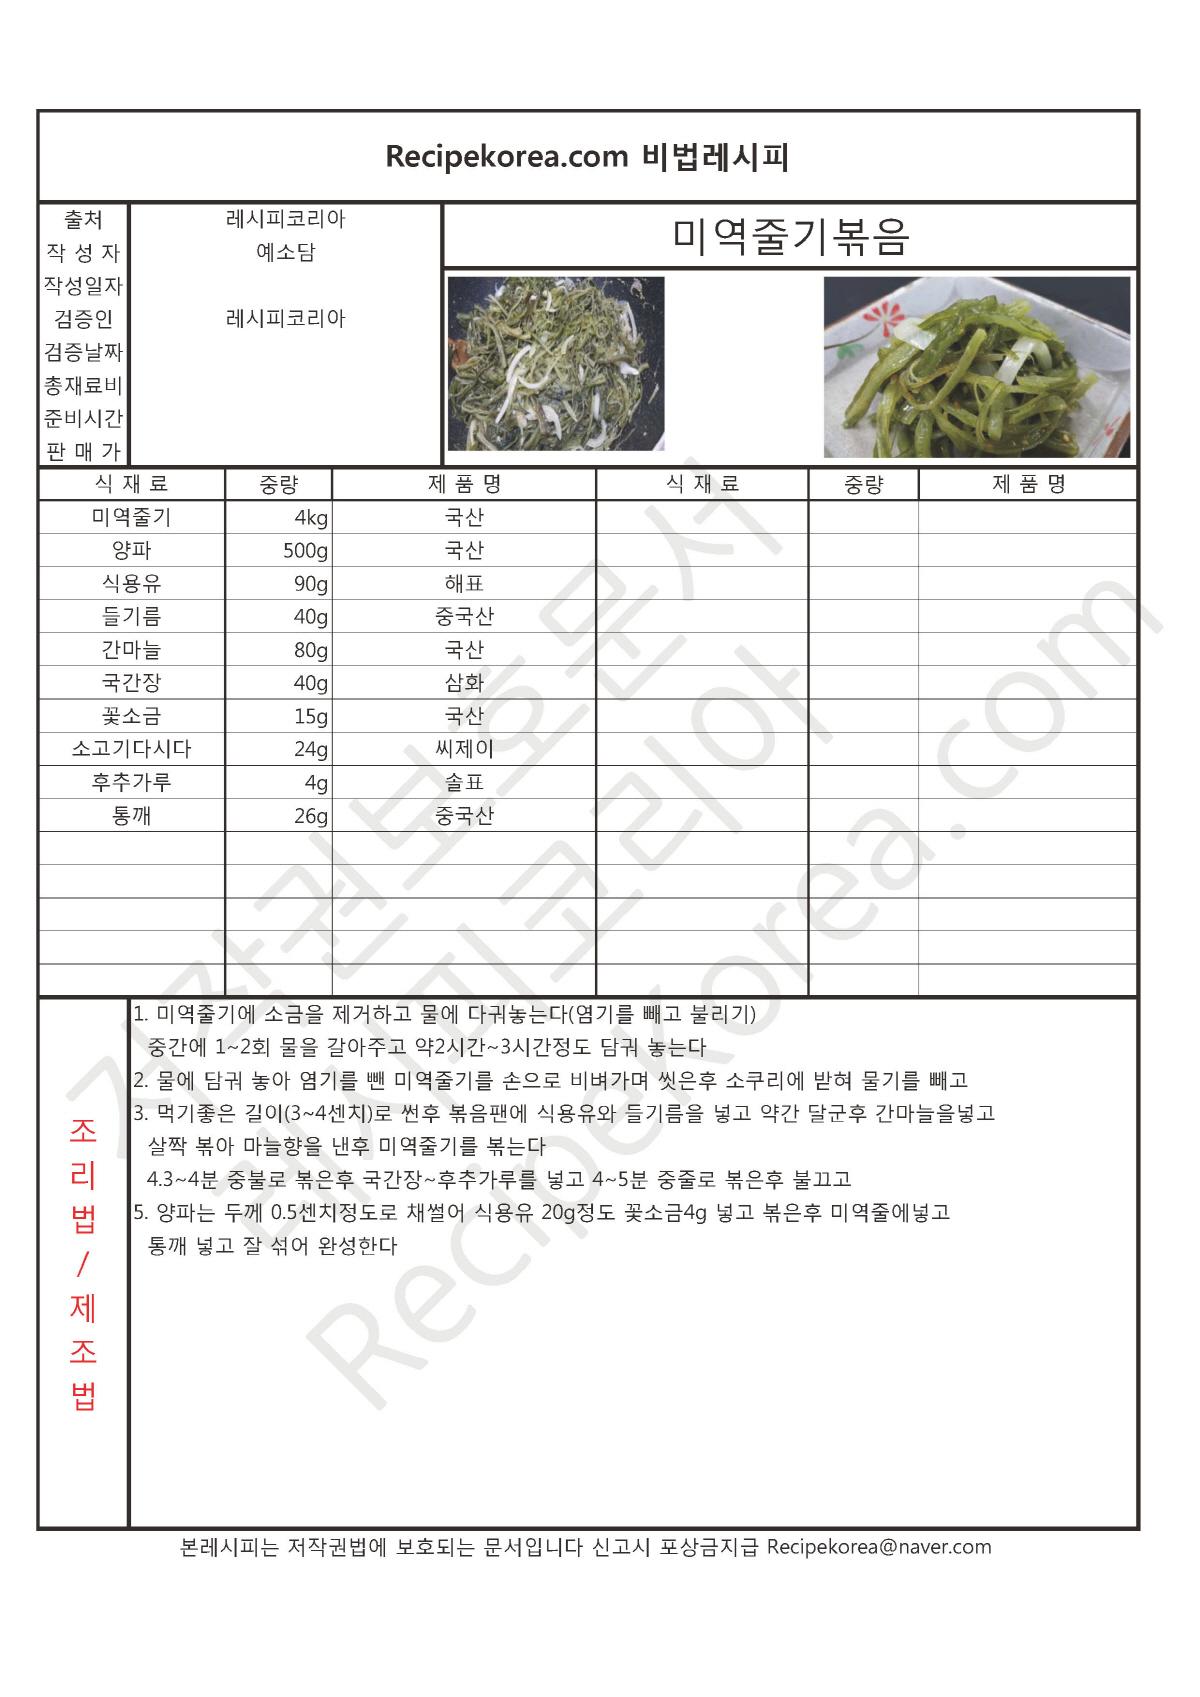 Recipekorea.com 비법레시피
출처 레시피코리아 미역줄기볶음
작 성 자 예소담
작성일자
검증인 레시피코리아
검증날짜
총재료비
준비시간
판 매 가
식 재 료 중량 제 품 명 식 재 료 중량 제 품 명
미역줄기 4kg 국산
양파 500g 국산
식용유 90g 해표
들기름 40g 중국산
간마늘 80g 국산
국간장 40g 삼화
꽃소금 15g 국산
소고기다시다 24g 씨제이
후추가루 4g 솔표
통깨 26g 중국산
조리법/제조법
1. 미역줄기에 소금을 제거하고 물에 다궈놓는다(염기를 빼고 불리기)
중간에 1~2회 물을 갈아주고 약2시간~3시간정도 담궈 놓는다
2. 물에 담궈 놓아 염기를 뺀 미역줄기를 손으로 비벼가며 씻은후 소쿠리에 받혀 물기를 빼고
3. 먹기좋은 길이(3~4센치)로 썬후 볶음팬에 식용유와 들기름을 넣고 약간 달군후 간마늘을넣고
살짝 볶아 마늘향을 낸후 미역줄기를 볶는다
4.3~4분 중불로 볶은후 국간장~후추가루를 넣고 4~5분 중줄로 볶은후 불끄고
5. 양파는 두께 0.5센치정도로 채썰어 식용유 20g정도 꽃소금4g 넣고 볶은후 미역줄에넣고
통깨 넣고 잘 섞어 완성한다
저작권보호문서
레시피코리아
Recipekorea.com
본레시피는 저작권법에 보호되는 문서입니다 신고시 포상금지급 Recipekorea@naver.com